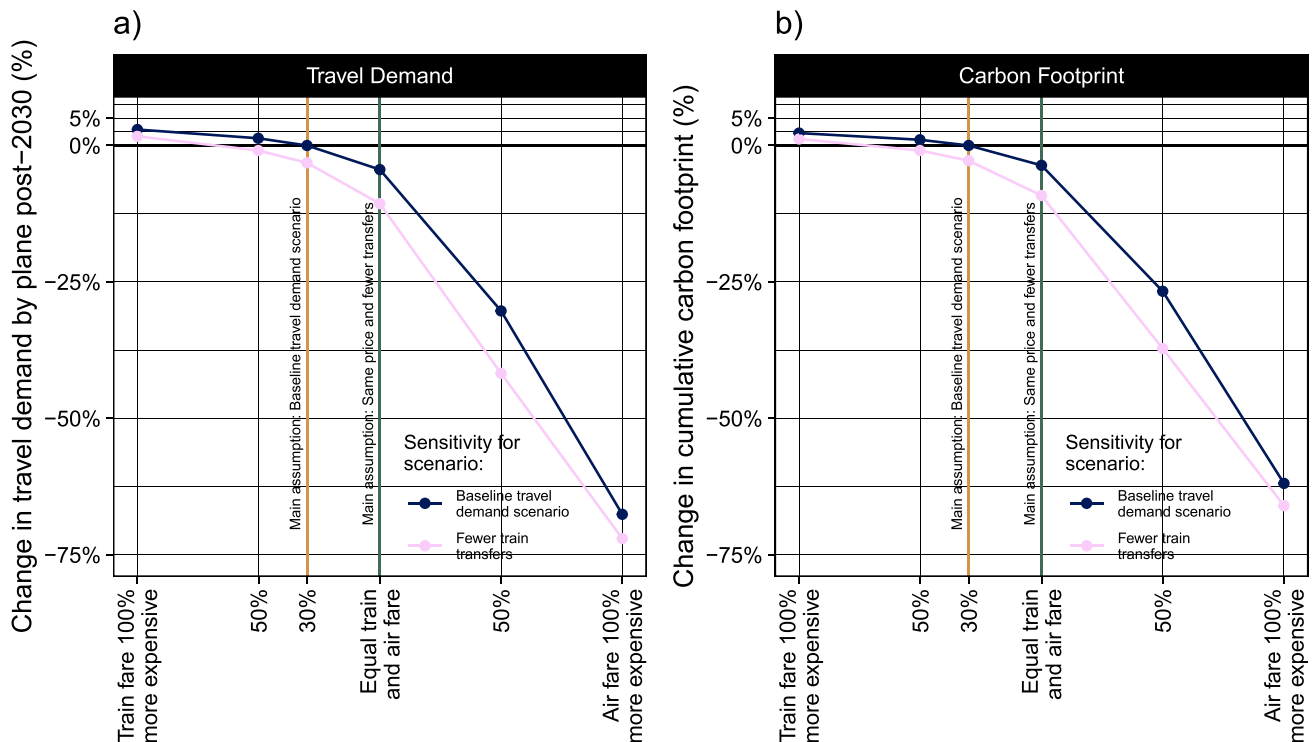 a)
Travel Demand
Change in travel demand by plane post−2030 (%)
5%
0%
−25%
−50%
−75%
Main assumption: Baseline travel demand scenario
Main assumption: Same price and fewer transfers
Sensitivity for
scenario:
Baseline travel
demand scenario
Fewer train
transfers
Train fare 100%
more expensive
50%
30%
Equal train
and air fare
50%
Air fare 100%
more expensive
b)
Carbon Footprint
Change in cumulative carbon footprint (%)
5%
0%
−25%
−50%
−75%
Main assumption: Baseline travel demand scenario
Main assumption: Same price and fewer transfers
Sensitivity for
scenario:
Baseline travel
demand scenario
Fewer train
transfers
Train fare 100%
more expensive
50%
30%
Equal train
and air fare
50%
Air fare 100%
more expensive